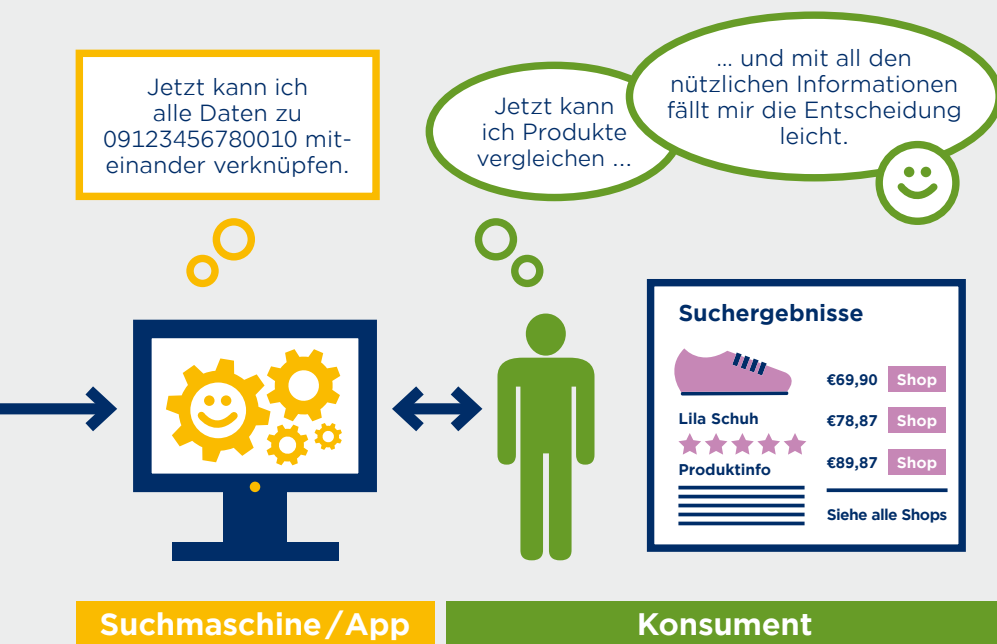 Jetzt kann ich
alle Daten zu
09123456780010 mit-
einander verknüpfen.
Jetzt kann
ich Produkte
vergleichen ...
... und mit all den
nützlichen Informationen
fällt mir die Entscheidung
leicht.
Suchergebnisse
Lila Schuh
Produktinfo
€69,90 Shop
€78,87 Shop
€89,87 Shop
Siehe alle Shops
Suchmaschine/App
Konsument